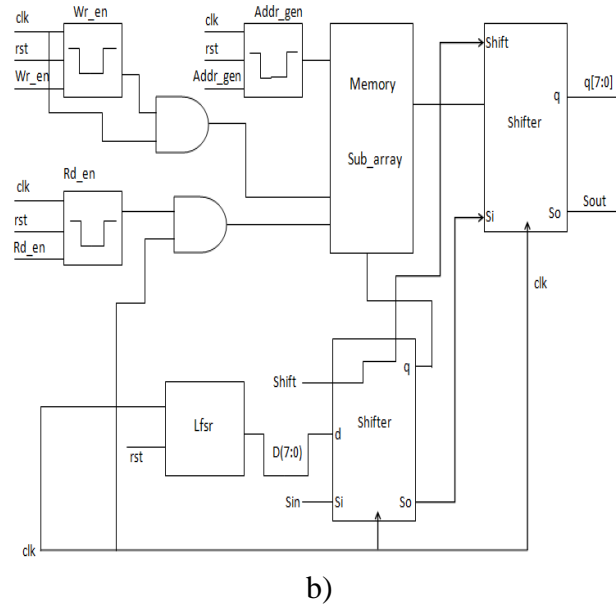 Wr_en
clk
rst
Wr_en
Addr_gen
clk
rst
Addr_gen
Memory
Sub_array
Shift
q
Shifter
Si
So
q[7:0]
Sout
clk
Rd_en
clk
rst
Rd_en
Shift
q
Shifter
d
Si
So
Lfsr
rst
D(7:0)
Sin
clk
b)